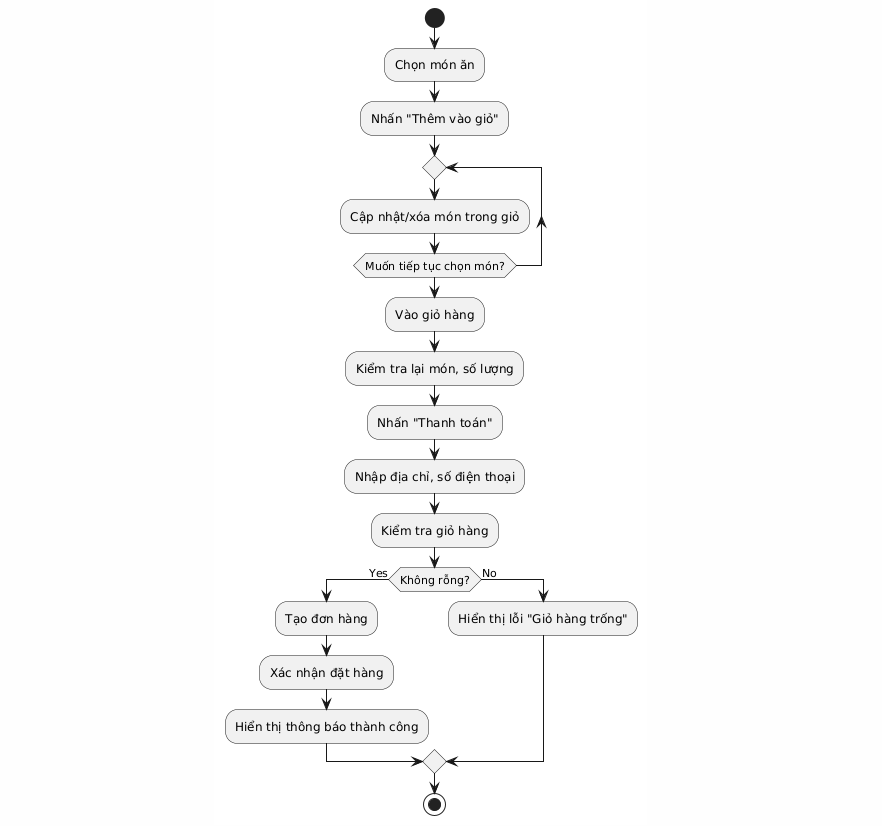 Chọn món ăn
Nhấn "Thêm vào giỏ"
Cập nhật/xóa món trong giỏ
Muốn tiếp tục chọn món?
Vào giỏ hàng
Kiểm tra lại món, số lượng
Nhấn "Thanh toán"
Nhập địa chỉ, số điện thoại
Kiểm tra giỏ hàng
Yes
Không rỗng?
No
Tạo đơn hàng
Hiển thị lỗi "Giỏ hàng trống"
Xác nhận đặt hàng
Hiển thị thông báo thành công